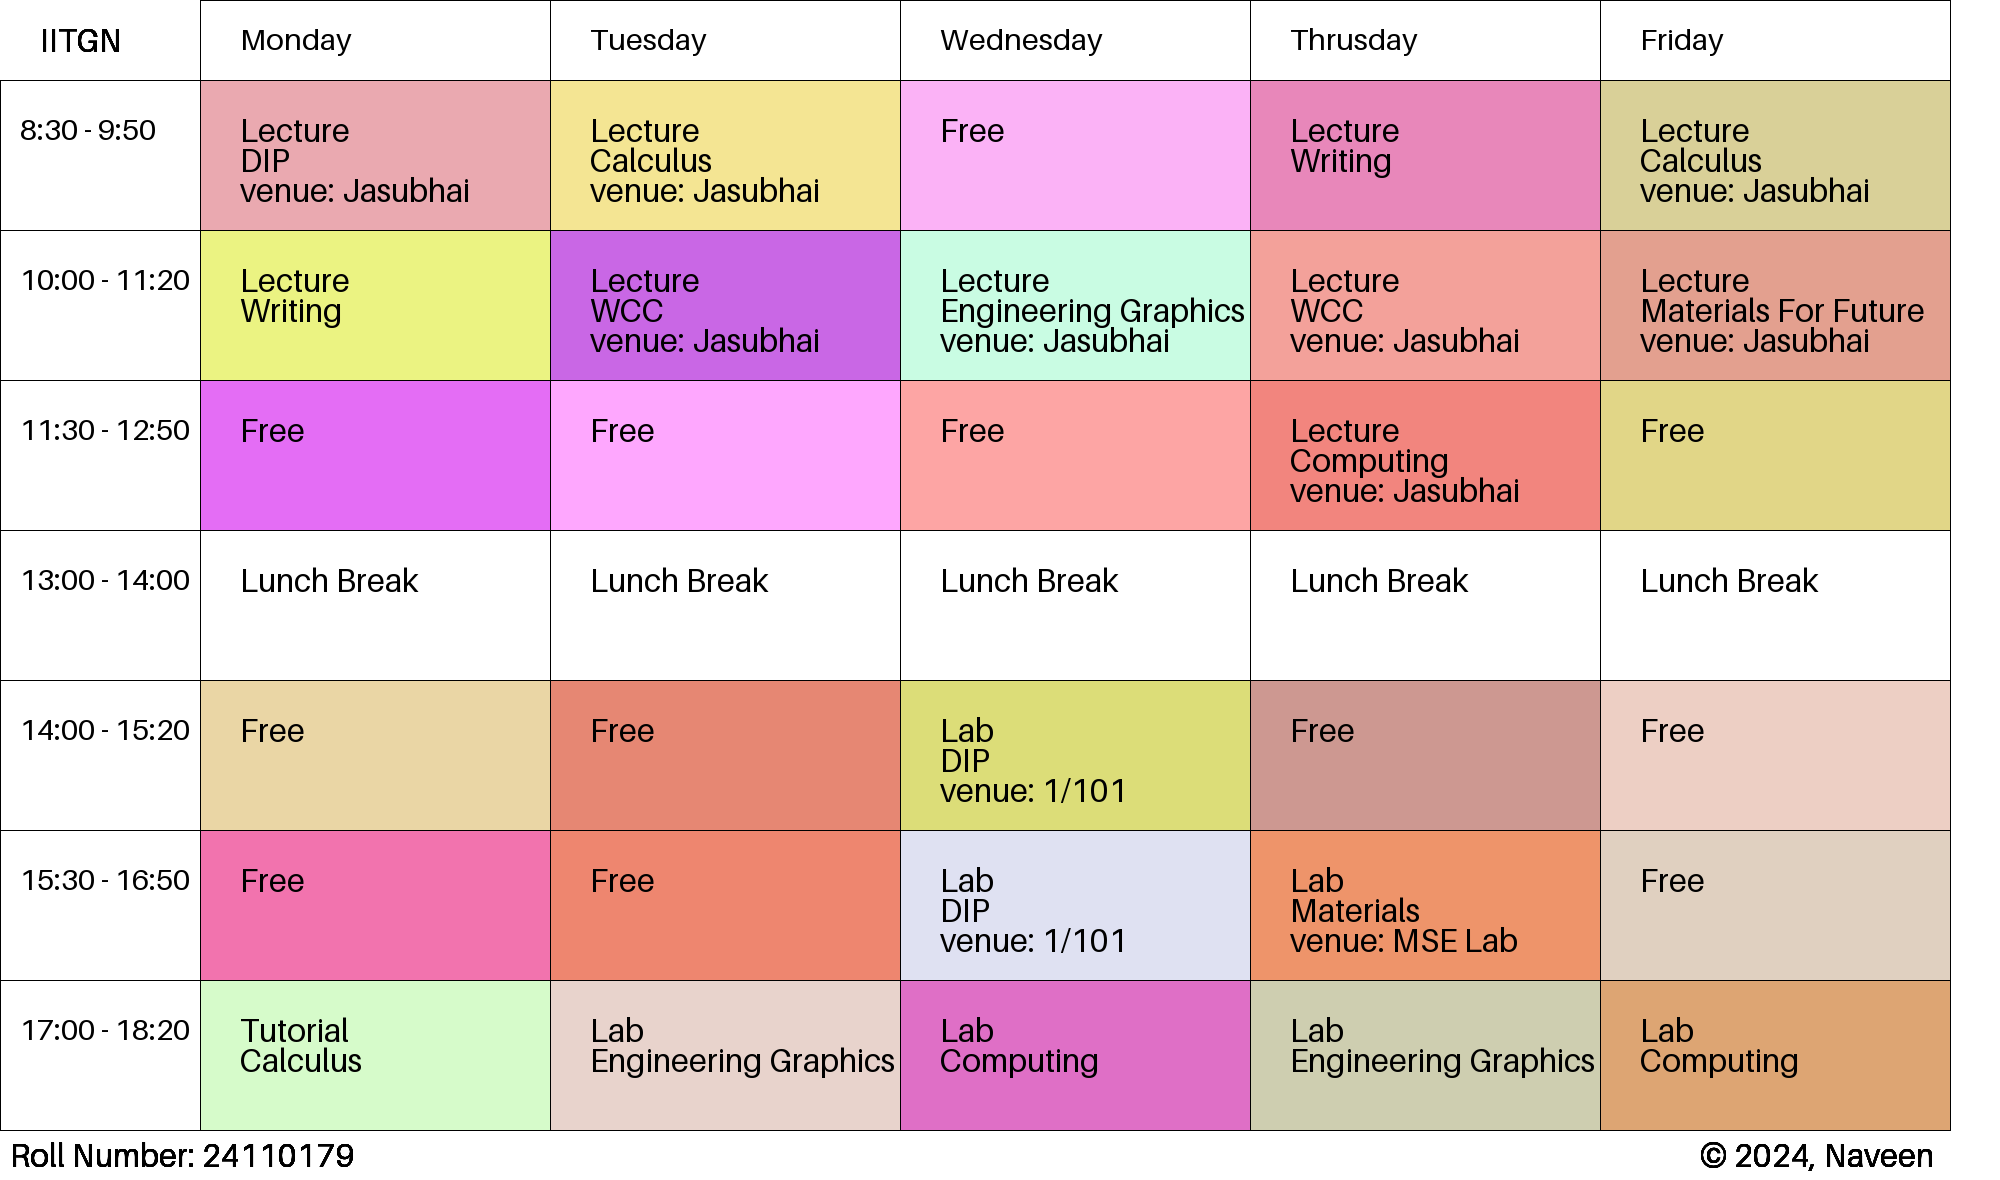 IITGN
Monday
Tuesday
Wednesday
Thrusday
Friday
8:30 - 9:50
Lecture
DIP
venue: Jasubhai
Lecture
Calculus
venue: Jasubhai
Free
Lecture
Writing
Lecture
Calculus
venue: Jasubhai
10:00 - 11:20
Lecture
Writing
Lecture
WCC
venue: Jasubhai
Lecture
Engineering Graphics
venue: Jasubhai
Lecture
WCC
venue: Jasubhai
Lecture
Materials For Future
venue: Jasubhai
11:30 - 12:50
Free
Free
Free
Lecture
Computing
venue: Jasubhai
Free
13:00 - 14:00
Lunch Break
Lunch Break
Lunch Break
Lunch Break
Lunch Break
14:00 - 15:20
Free
Free
Lab
DIP
venue: 1/101
Free
Free
15:30 - 16:50
Free
Free
Lab
DIP
venue: 1/101
Lab
Materials
venue: MSE Lab
Free
17:00 - 18:20
Tutorial
Calculus
Lab
Engineering Graphics
Lab
Computing
Lab
Engineering Graphics
Lab
Computing
Roll Number: 24110179
© 2024, Naveen